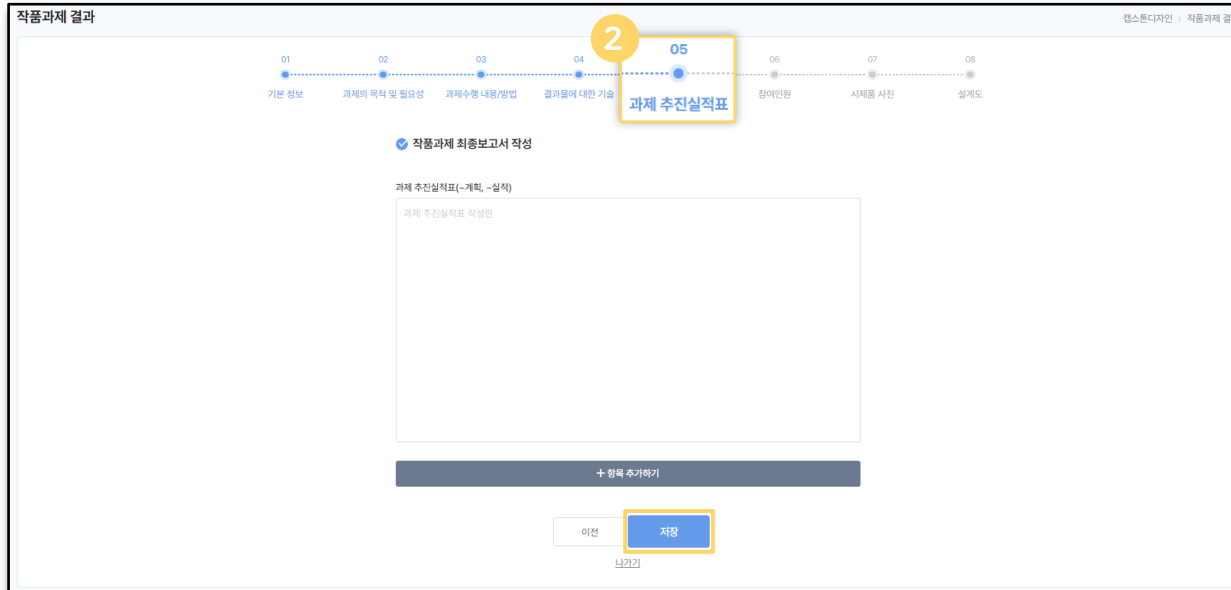 작품과제 결과
캡스톤디자인 > 작품과제 결
2
01 02 03 04 05 06 07 08
기본 정보 과제의 목적 및 필요성 과제수행 내용/방법 결과물에 대한 기술 과제 추진실적표 참여인원 시제품 사진 설계도
작품과제 최종보고서 작성
과제 추진실적표(~계획, ~실적)
과제 추진실적표 작성란
+ 항목 추가하기
이전 저장
나가기